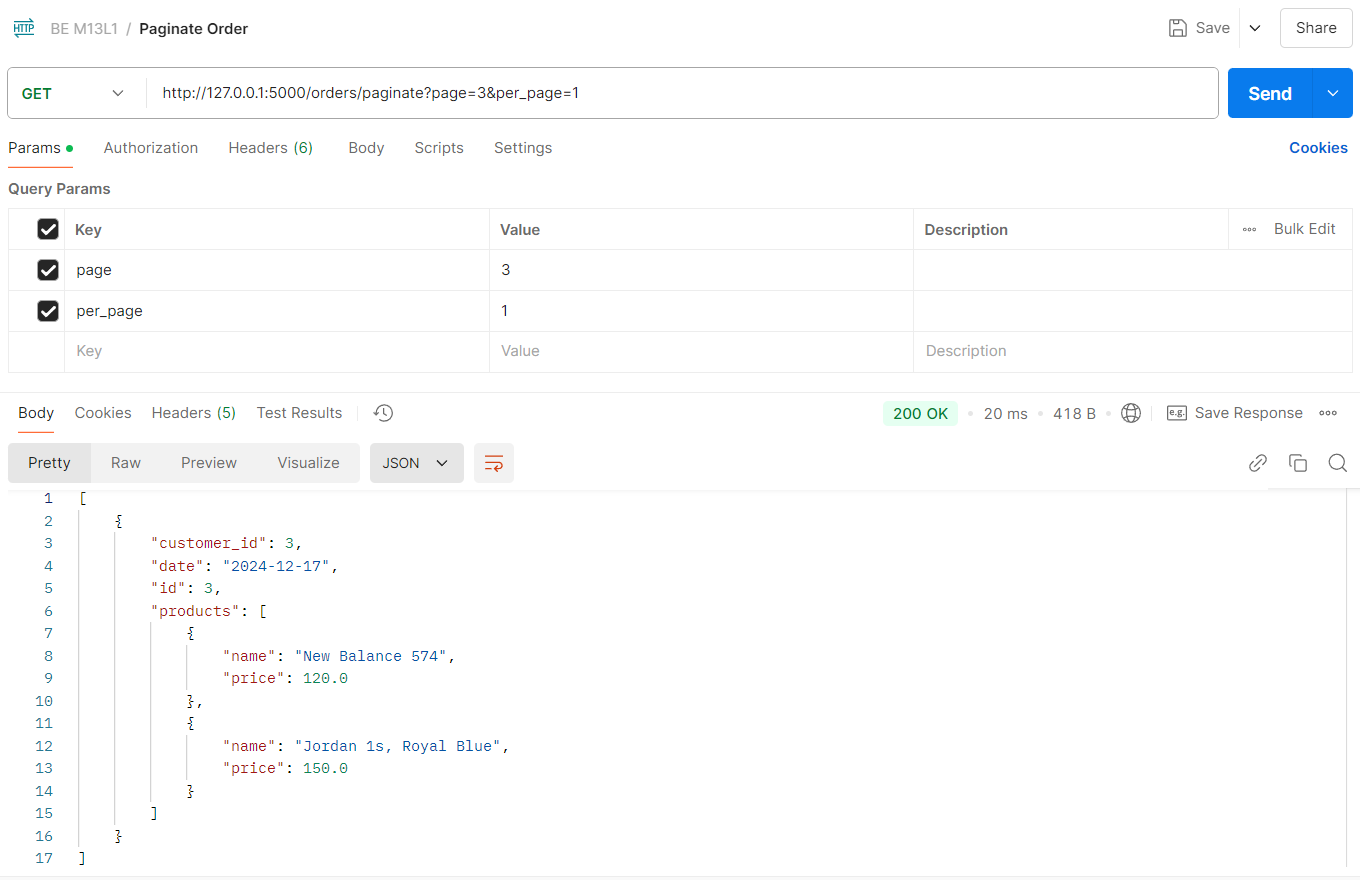 HTTP BE M13L1 / Paginate Order Save Share
GET http://127.0.0.1:5000/orders/paginate?page=3&per_page=1 Send
Params Authorization Headers (6) Body Scripts Settings Cookies
Query Params
Key Value Description Bulk Edit
page 3
per_page 1
Key Value Description
Body Cookies Headers (5) Test Results 200 OK 20 ms 418 B e.g. Save Response
Pretty Raw Preview Visualize JSON
1 [
2 {
3 "customer_id": 3,
4 "date": "2024-12-17",
5 "id": 3,
6 "products": [
7 {
8 "name": "New Balance 574",
9 "price": 120.0
10 },
11 {
12 "name": "Jordan 1s, Royal Blue",
13 "price": 150.0
14 }
15 ]
16 }
17 ]